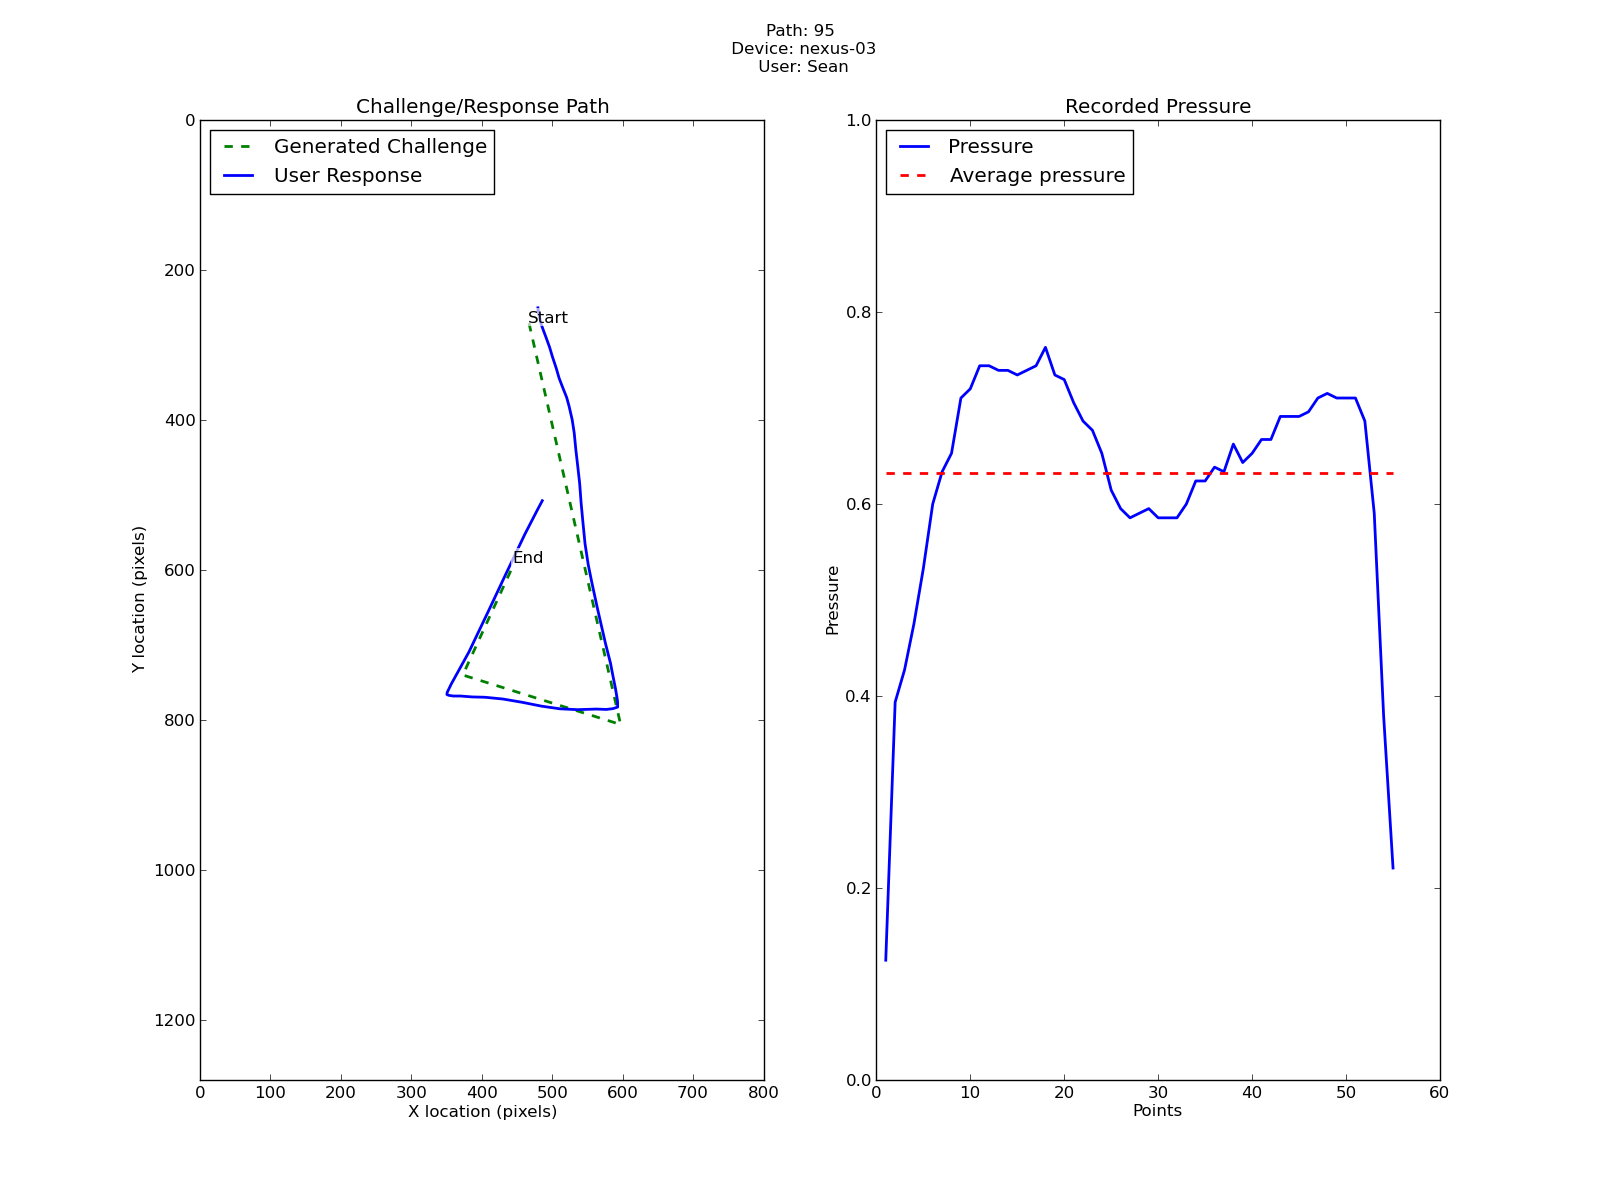 Path: 95
Device: nexus-03
User: Sean
Challenge/Response Path
Generated Challenge
User Response
Start
End
0
200
400
600
800
1000
1200
Y location (pixels)
0 100 200 300 400 500 600 700 800
X location (pixels)
Recorded Pressure
Pressure
Average pressure
1.0
0.8
0.6
0.4
0.2
0.0
Pressure
0 10 20 30 40 50 60
Points